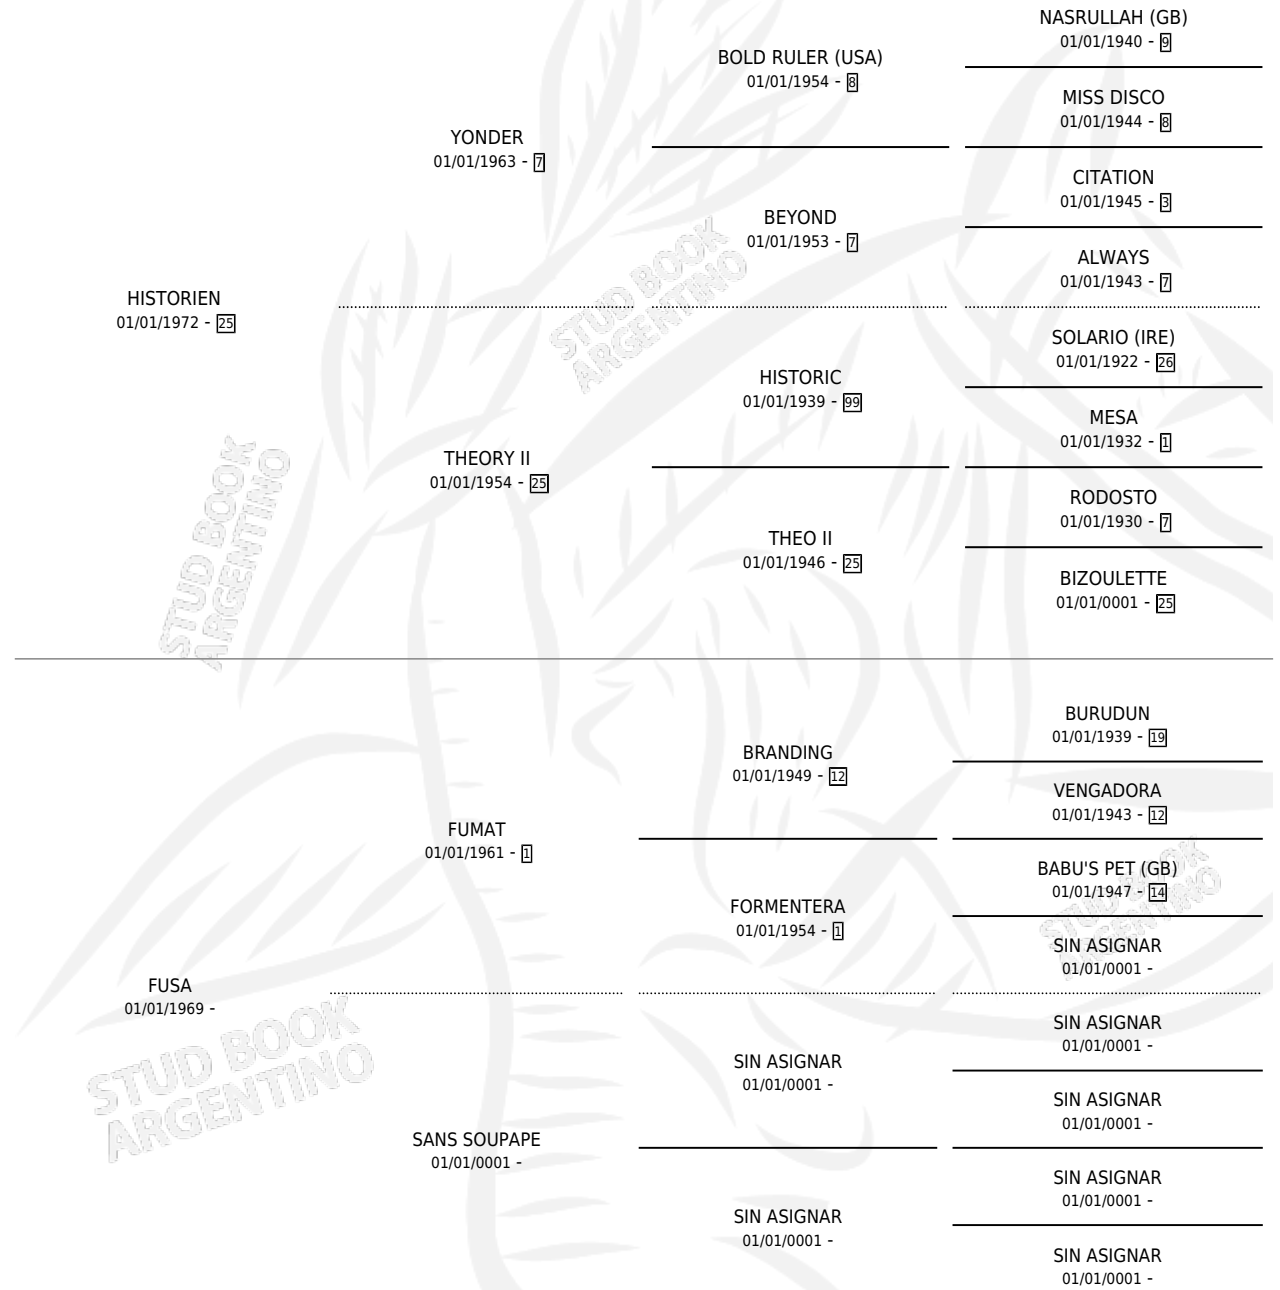 NASRULLAH (GB)
01/01/1940 - 9
BOLD RULER (USA)
01/01/1954 - 8
MISS DISCO
01/01/1944 - 8
YONDER
01/01/1963 - 7
CITATION
01/01/1945 - 3
BEYOND
01/01/1953 - 7
ALWAYS
01/01/1943 - 7
HISTORIEN
01/01/1972 - 25
SOLARIO (IRE)
01/01/1922 - 26
HISTORIC
01/01/1939 - 99
MESA
01/01/1932 - 1
THEORY II
01/01/1954 - 25
RODOSTO
01/01/1930 - 7
THEO II
01/01/1946 - 25
BIZOULETTE
01/01/0001 - 25
BURUDUN
01/01/1939 - 19
BRANDING
01/01/1949 - 12
VENGADORA
01/01/1943 - 12
FUMAT
01/01/1961 - 1
BABU'S PET (GB)
01/01/1947 - 14
FORMENTERA
01/01/1954 - 1
SIN ASIGNAR
01/01/0001 -
FUSA
01/01/1969 -
SIN ASIGNAR
01/01/0001 -
SIN ASIGNAR
01/01/0001 -
SIN ASIGNAR
01/01/0001 -
SANS SOUPAPE
01/01/0001 -
SIN ASIGNAR
01/01/0001 -
SIN ASIGNAR
01/01/0001 -
SIN ASIGNAR
01/01/0001 -
STUD BOOK
ARGENTINO
STUD BOOK
ARGENTINO
STUD BOOK
ARGENTINO
STUD BOOK
ARGENTINO